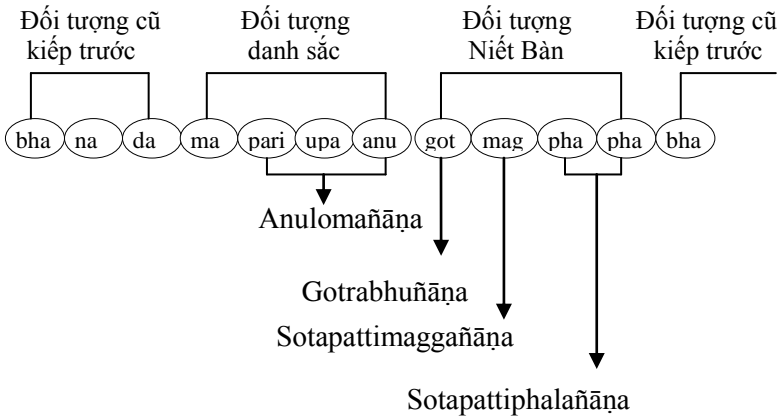 Đối tượng cũ
kiếp trước
Đối tượng
danh sắc
Đối tượng
Niết Bàn
Đối tượng cũ
kiếp trước
bha na da ma pari upa anu got mag pha pha bha
Anulomañāṇa
Gotrabhuñāṇa
Sotapattimaggañāṇa
Sotapattiphalañāṇa